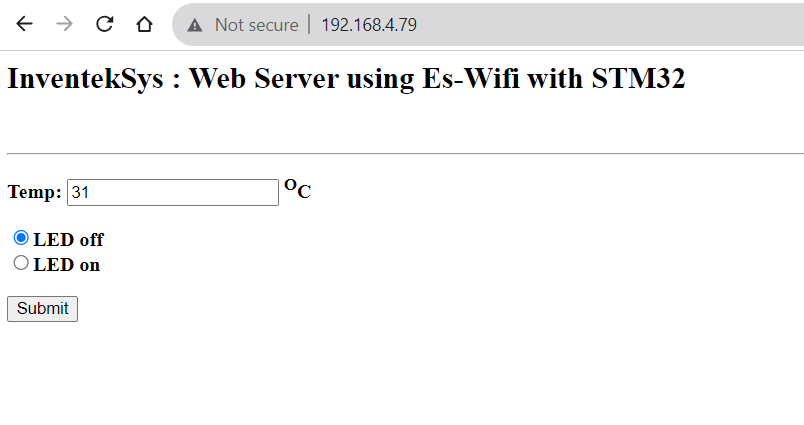 Not secure | 192.168.4.79
InventekSys : Web Server using Es-Wifi with STM32
Temp: 31 OC
LED off
LED on
Submit